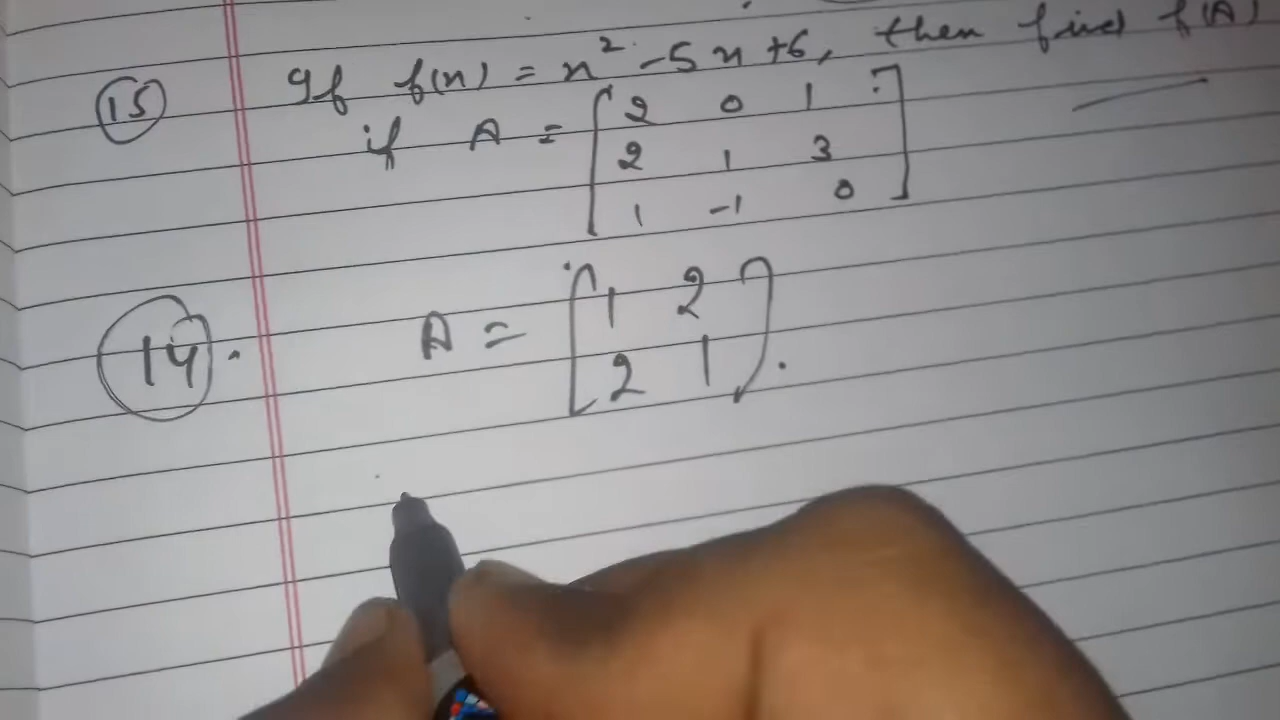 15 If f(x) = x² - 5x + 6, then find f(A)
if A = [ 2 0 1
2 1 3
1 -1 0 ]
14. A = [ 1 2
2 1 ].